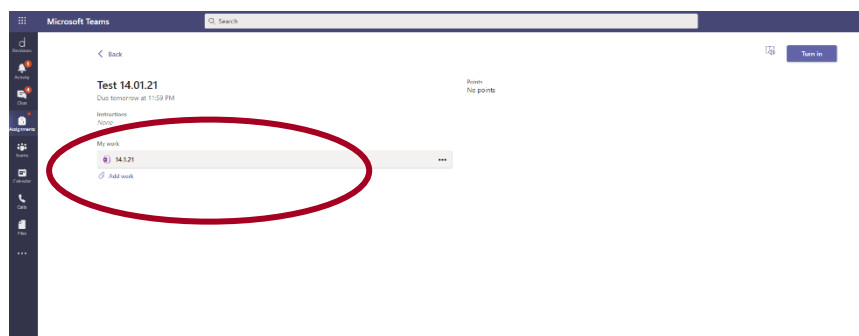 Microsoft Teams
Search
Back
Turn in
Test 14.01.21
Due tomorrow at 11:59 PM
Points
No points
Instructions
None
My work
14.1.21
Add work
Activity
Chat
Assignments
Teams
Calendar
Calls
Files